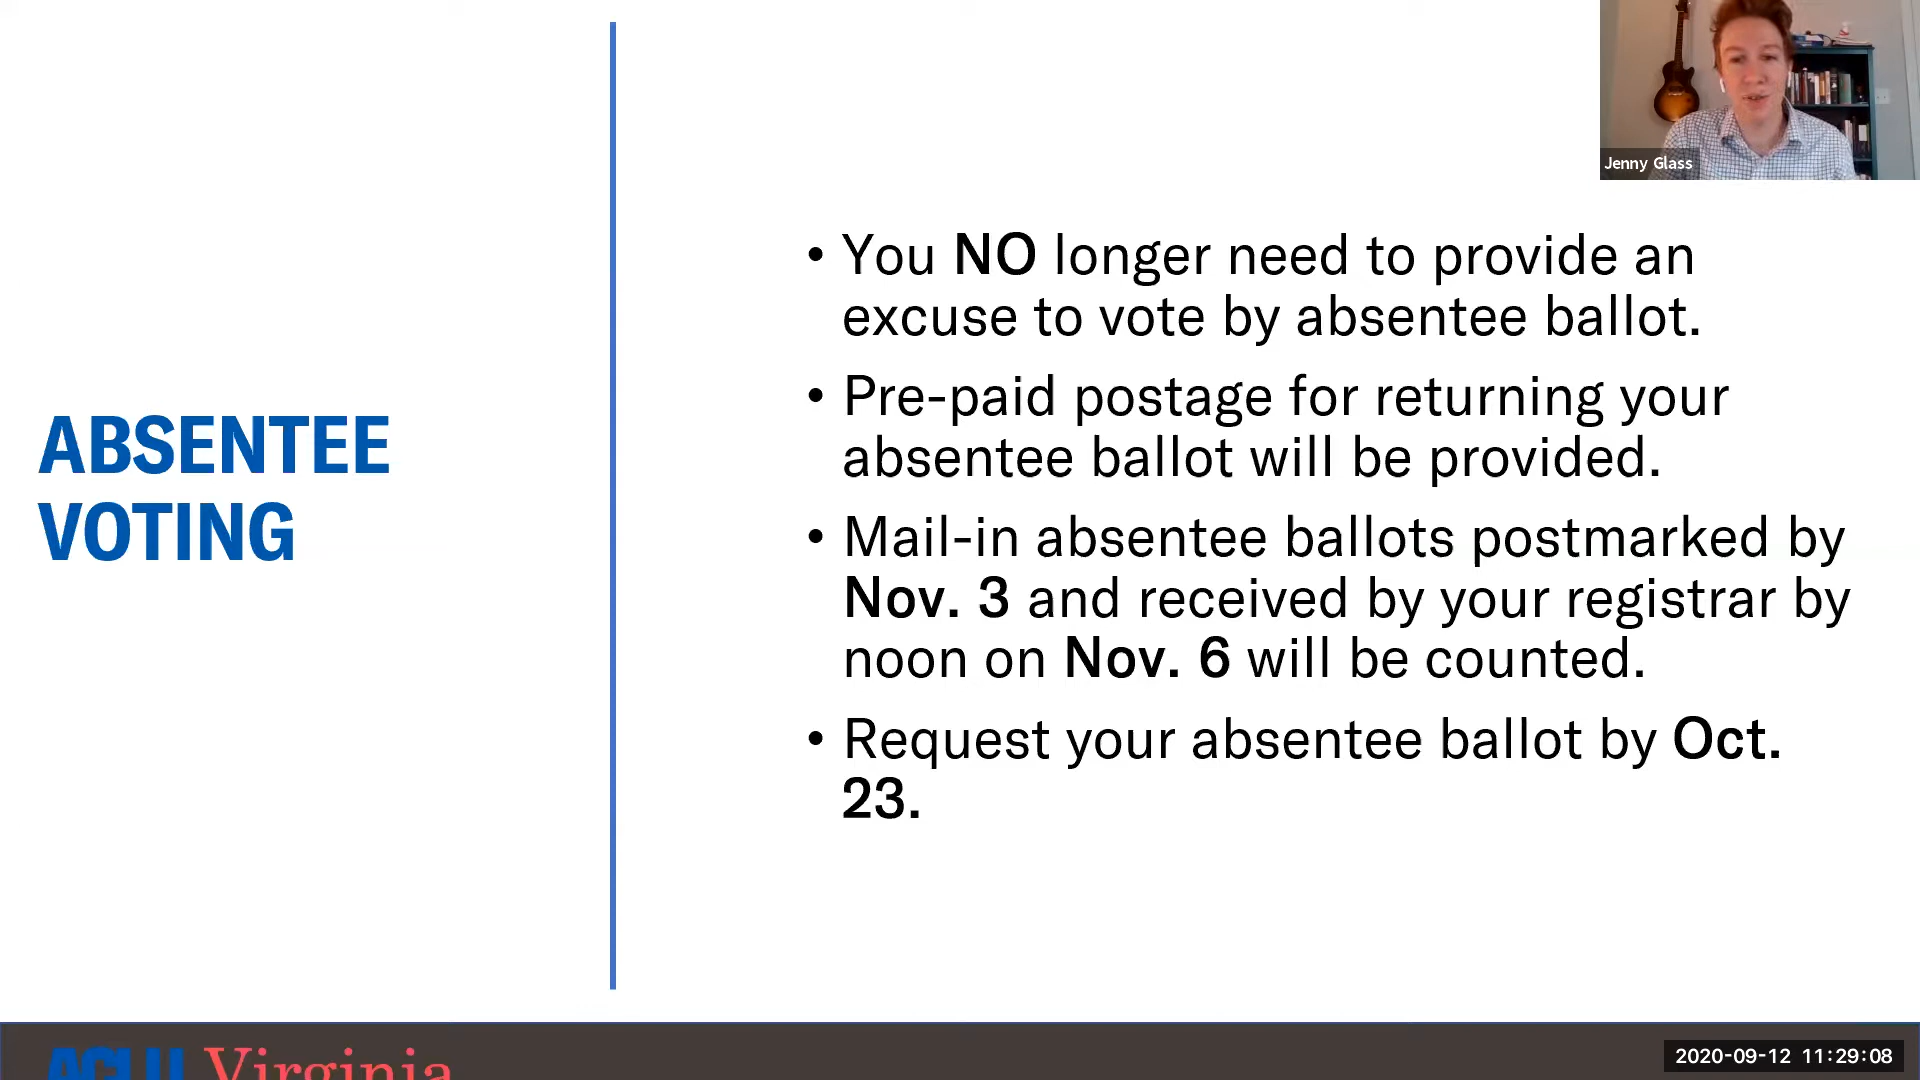 Jenny Glass
ABSENTEE
VOTING
• You NO longer need to provide an
excuse to vote by absentee ballot.
• Pre-paid postage for returning your
absentee ballot will be provided.
• Mail-in absentee ballots postmarked by
Nov. 3 and received by your registrar by
noon on Nov. 6 will be counted.
• Request your absentee ballot by Oct.
23.
ACLU Virginia
2020-09-12 11:29:08